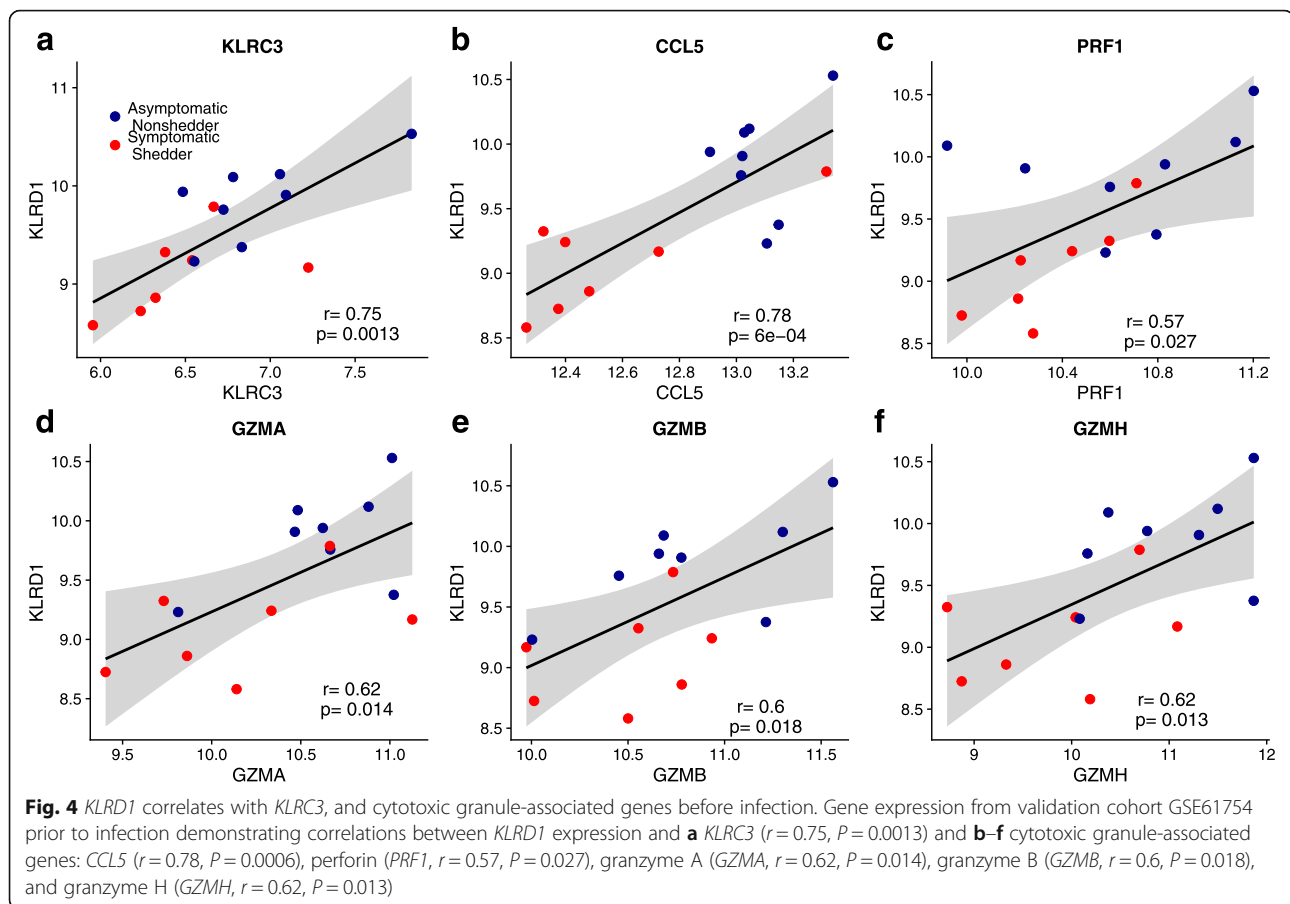 a
KLRC3
11
10
9
KLRD1
Asymptomatic
Nonshedder
Symptomatic
Shedder
r= 0.75
p= 0.0013
6.0 6.5 7.0 7.5
KLRC3
b
CCL5
10.5
10.0
9.5
9.0
8.5
KLRD1
r= 0.78
p= 6e−04
12.4 12.6 12.8 13.0 13.2
CCL5
c
PRF1
10.5
10.0
9.5
9.0
8.5
KLRD1
r= 0.57
p= 0.027
10.0 10.4 10.8 11.2
PRF1
d
GZMA
10.5
10.0
9.5
9.0
8.5
KLRD1
r= 0.62
p= 0.014
9.5 10.0 10.5 11.0
GZMA
e
GZMB
10.5
10.0
9.5
9.0
8.5
KLRD1
r= 0.6
p= 0.018
10.0 10.5 11.0 11.5
GZMB
f
GZMH
10.5
10.0
9.5
9.0
8.5
KLRD1
r= 0.62
p= 0.013
9 10 11 12
GZMH
Fig. 4 KLRD1 correlates with KLRC3, and cytotoxic granule-associated genes before infection. Gene expression from validation cohort GSE61754
prior to infection demonstrating correlations between KLRD1 expression and a KLRC3 (r = 0.75, P = 0.0013) and b–f cytotoxic granule-associated
genes: CCL5 (r = 0.78, P = 0.0006), perforin (PRF1, r = 0.57, P = 0.027), granzyme A (GZMA, r = 0.62, P = 0.014), granzyme B (GZMB, r = 0.6, P = 0.018),
and granzyme H (GZMH, r = 0.62, P = 0.013)